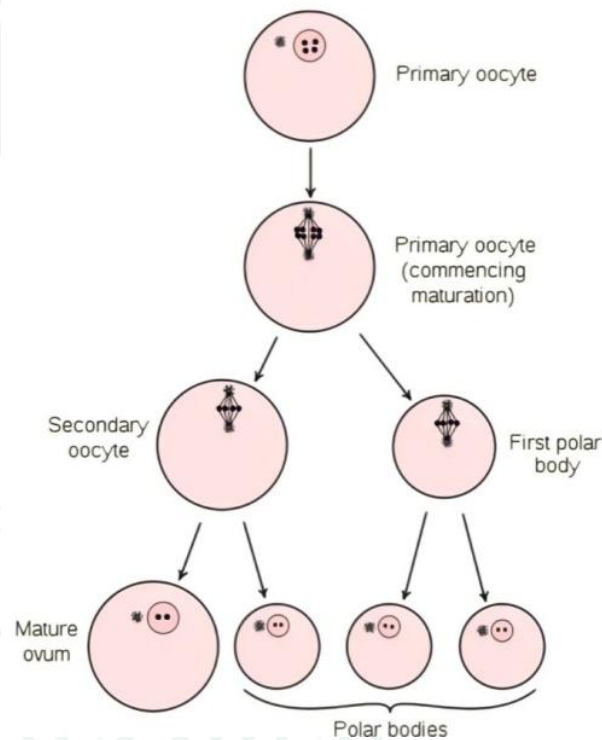 Primary oocyte
Primary oocyte
(commencing
maturation)
Secondary
oocyte
First polar
body
Mature
ovum
Polar bodies